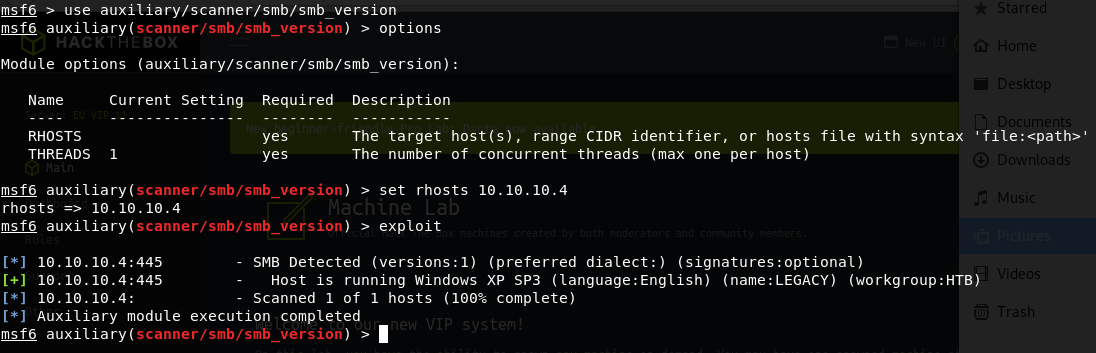 msf6 > use auxiliary/scanner/smb/smb_version
msf6 auxiliary(scanner/smb/smb_version) > options
HACKTHEBOX
New UI
Module options (auxiliary/scanner/smb/smb_version):
Name Current Setting Required Description
---- --------------- -------- -----------
RHOSTS yes The target host(s), range CIDR identifier, or hosts file with syntax 'file:<path>'
THREADS 1 yes The number of concurrent threads (max one per host)
Main
msf6 auxiliary(scanner/smb/smb_version) > set rhosts 10.10.10.4
rhosts => 10.10.10.4
Machine Lab
msf6 auxiliary(scanner/smb/smb_version) > exploit
Rules
[*] 10.10.10.4:445 - SMB Detected (versions:1) (preferred dialect:) (signatures:optional)
[+] 10.10.10.4:445 - Host is running Windows XP SP3 (language:English) (name:LEGACY) (workgroup:HTB)
[*] 10.10.10.4: - Scanned 1 of 1 hosts (100% complete)
[*] Auxiliary module execution completed
welcome to our new VIP system!
msf6 auxiliary(scanner/smb/smb_version) >
Starred
Home
Desktop
Documents
Downloads
Music
Pictures
Videos
Trash